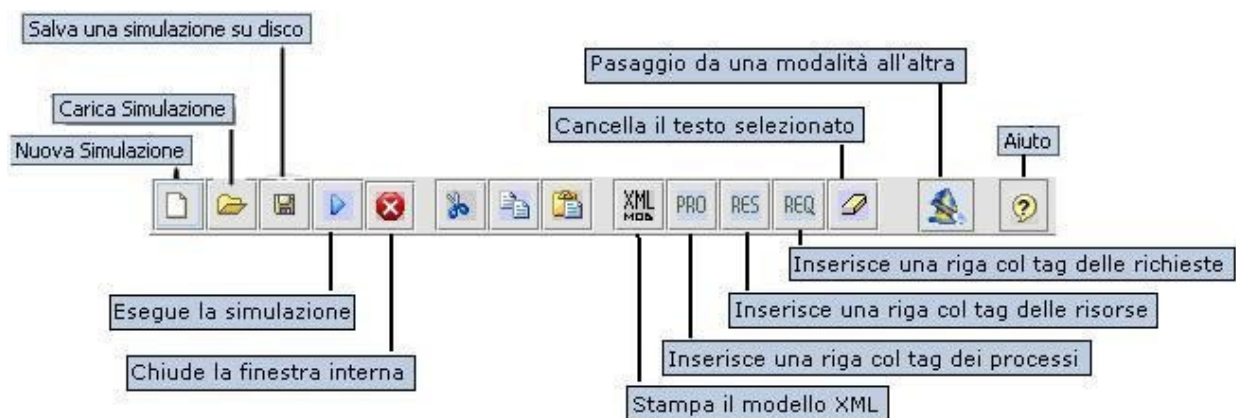 Salva una simulazione su disco
Pasaggio da una modalità all'altra
Carica Simulazione
Cancella il testo selezionato
Nuova Simulazione
Aiuto
XML
MOD
PRO
RES
REQ
Inserisce una riga col tag delle richieste
Esegue la simulazione
Inserisce una riga col tag delle risorse
Chiude la finestra interna
Inserisce una riga col tag dei processi
Stampa il modello XML